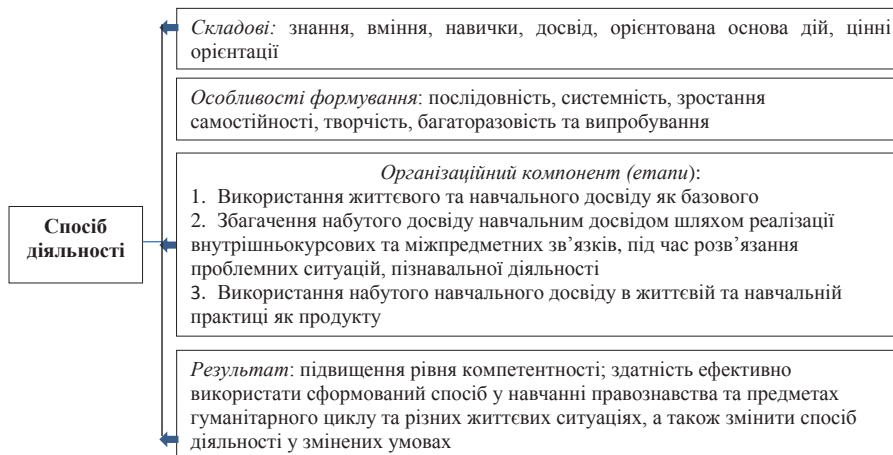 Складові: знання, вміння, навички, досвід, орієнтована основа дій, цінні
орієнтації
Особливості формування: послідовність, системність, зростання
самостійності, творчість, багаторазовість та випробування
Організаційний компонент (етапи):
1. Використання життєвого та навчального досвіду як базового
2. Збагачення набутого досвіду навчальним досвідом шляхом реалізації
внутрішньокурсових та міжпредметних зв’язків, під час розв’язання
проблемних ситуацій, пізнавальної діяльності
3. Використання набутого навчального досвіду в життєвій та навчальній
практиці як продукту
Спосіб
діяльності
Результат: підвищення рівня компетентності; здатність ефективно
використати сформований спосіб у навчанні правознавства та предметах
гуманітарного циклу та різних життєвих ситуаціях, а також змінити спосіб
діяльності у змінених умовах